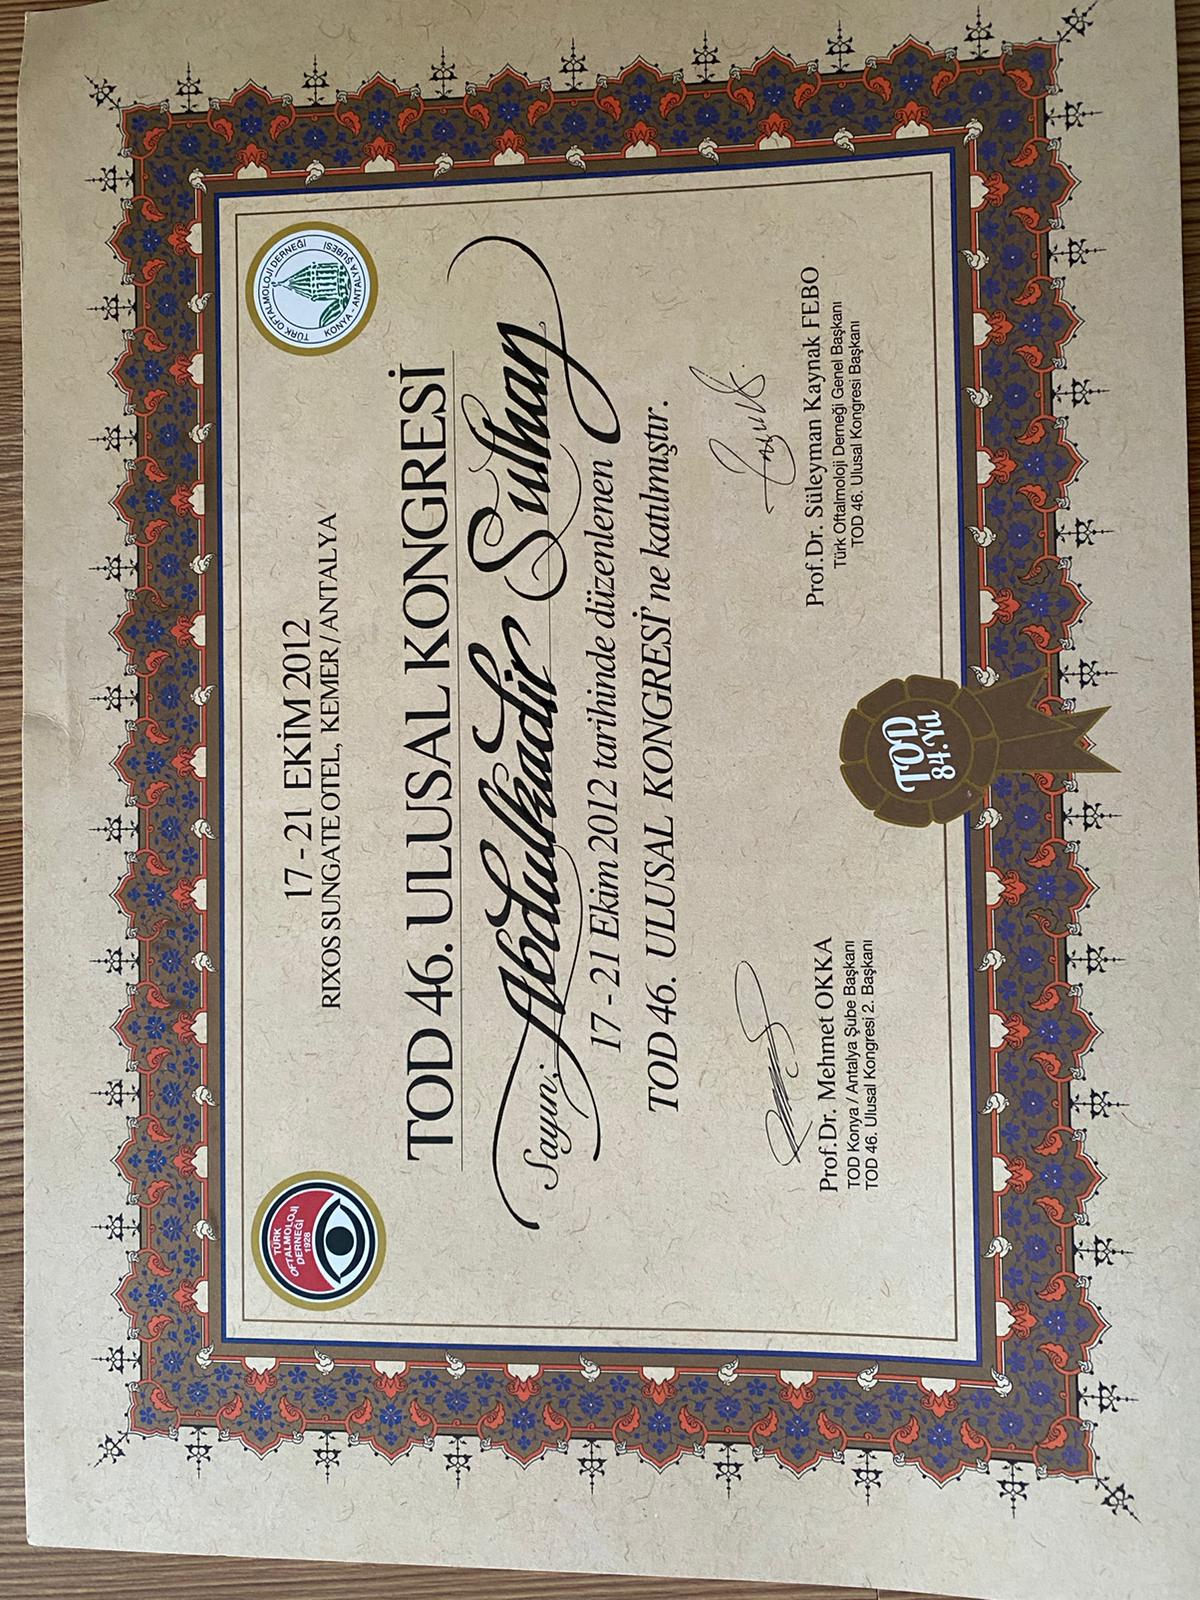 TÜRK
OFTALMOLOJİ
DERNEĞİ
1928
TÜRK OFTALMOLOJİ DERNEĞİ
KONYA - ANTALYA ŞUBESİ
17 - 21 EKİM 2012
RIXOS SUNGATE OTEL, KEMER / ANTALYA
TOD 46. ULUSAL KONGRESİ
Sayın; Abdulkadir Sulhan
17 - 21 Ekim 2012 tarihinde düzenlenen
TOD 46. ULUSAL KONGRESİ' ne katılmıştır.
Prof.Dr. Mehmet OKKA
TOD Konya / Antalya Şube Başkanı
TOD 46. Ulusal Kongresi 2. Başkanı
Prof.Dr. Süleyman Kaynak FEBO
Türk Oftalmoloji Derneği Genel Başkanı
TOD 46. Ulusal Kongresi Başkanı
TOD
84.Yıl